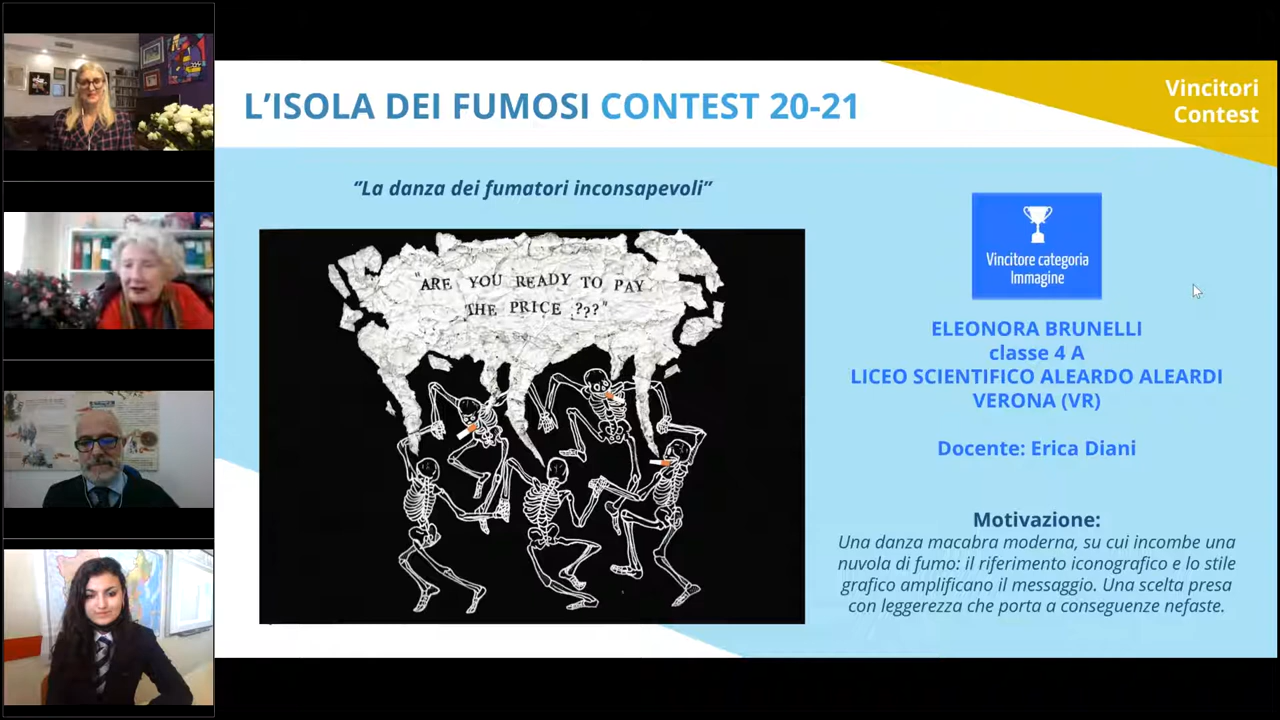 L’ISOLA DEI FUMOSI CONTEST 20-21
Vincitori
Contest
“La danza dei fumatori inconsapevoli”
"ARE YOU READY TO PAY
THE PRICE ???"
Vincitore categoria
Immagine
ELEONORA BRUNELLI
classe 4 A
LICEO SCIENTIFICO ALEARDO ALEARDI
VERONA (VR)
Docente: Erica Diani
Motivazione:
Una danza macabra moderna, su cui incombe una
nuvola di fumo: il riferimento iconografico e lo stile
grafico amplificano il messaggio. Una scelta presa
con leggerezza che porta a conseguenze nefaste.